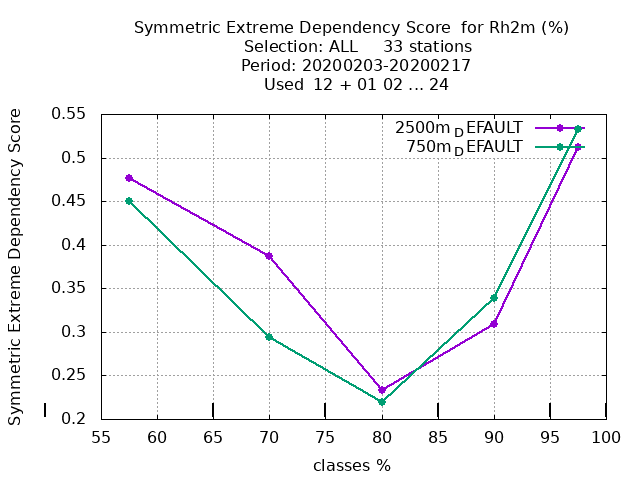 Symmetric Extreme Dependency Score  for Rh2m (%)
Selection: ALL     33 stations
Period: 20200203-20200217
Used  12 + 01 02 ... 24
2500m_DEFAULT
750m_DEFAULT
Symmetric Extreme Dependency Score
0.55
0.5
0.45
0.4
0.35
0.3
0.25
0.2
55 60 65 70 75 80 85 90 95 100
classes %